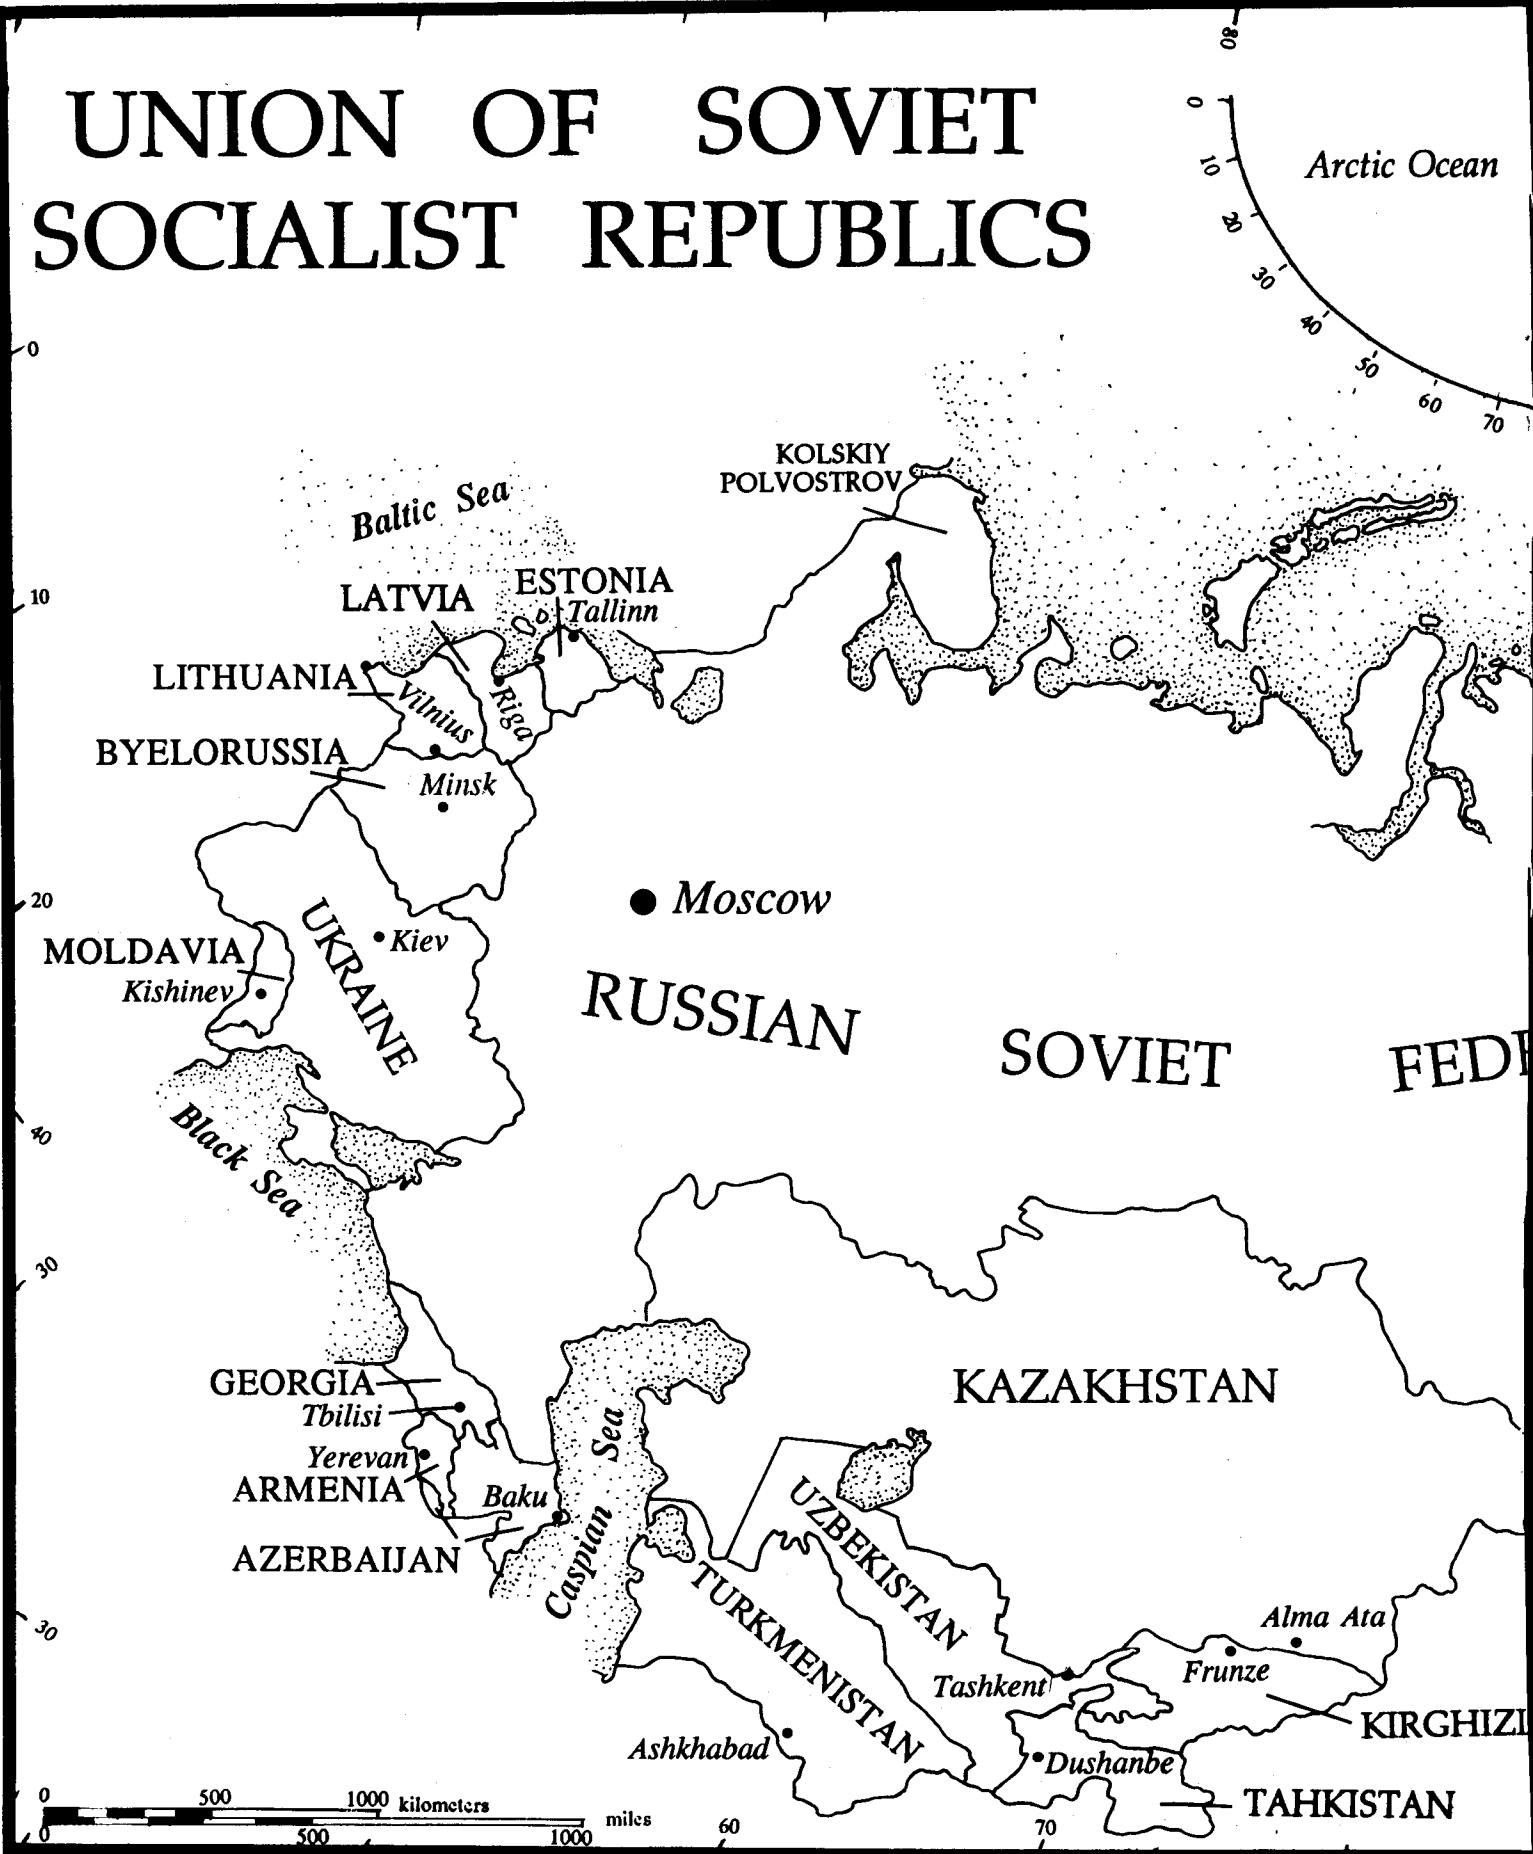 UNION OF SOVIET
SOCIALIST REPUBLICS
80
0
10
20
30
40
50
60
70
Arctic Ocean
0
KOLSKIY
POLVOSTROV
Baltic Sea
10
ESTONIA
Tallinn
LATVIA
LITHUANIA
Vilnius
Riga
BYELORUSSIA
Minsk
20
Moscow
UKRAINE
Kiev
MOLDAVIA
Kishinev
RUSSIAN SOVIET FEDE
Black Sea
40
30
GEORGIA
Tbilisi
Yerevan
ARMENIA
Baku
AZERBAIJAN
Caspian Sea
KAZAKHSTAN
UZBEKISTAN
TURKMENISTAN
30
Alma Ata
Frunze
Tashkent
KIRGHIZI
Ashkhabad
Dushanbe
TAHKISTAN
0 500 1000 kilometers
miles
0 500 1000
60
70